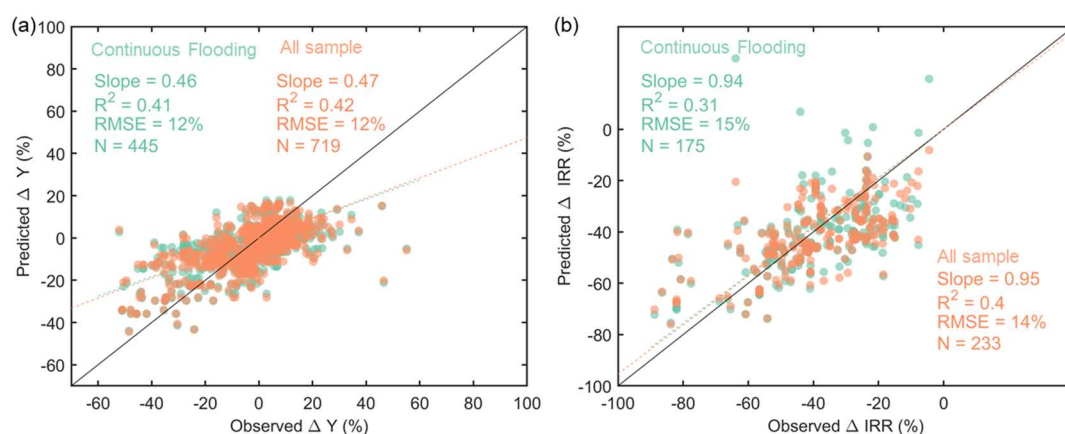 (a)
100
80
60
40
20
0
-20
-40
-60
Predicted Δ Y (%)
Continuous Flooding
Slope = 0.46
R² = 0.41
RMSE = 12%
N = 445
All sample
Slope = 0.47
R² = 0.42
RMSE = 12%
N = 719
-60 -40 -20 0 20 40 60 80 100
Observed Δ Y (%)
(b)
0
-20
-40
-60
-80
-100
Predicted Δ IRR (%)
Continuous Flooding
Slope = 0.94
R² = 0.31
RMSE = 15%
N = 175
All sample
Slope = 0.95
R² = 0.4
RMSE = 14%
N = 233
-100 -80 -60 -40 -20 0
Observed Δ IRR (%)